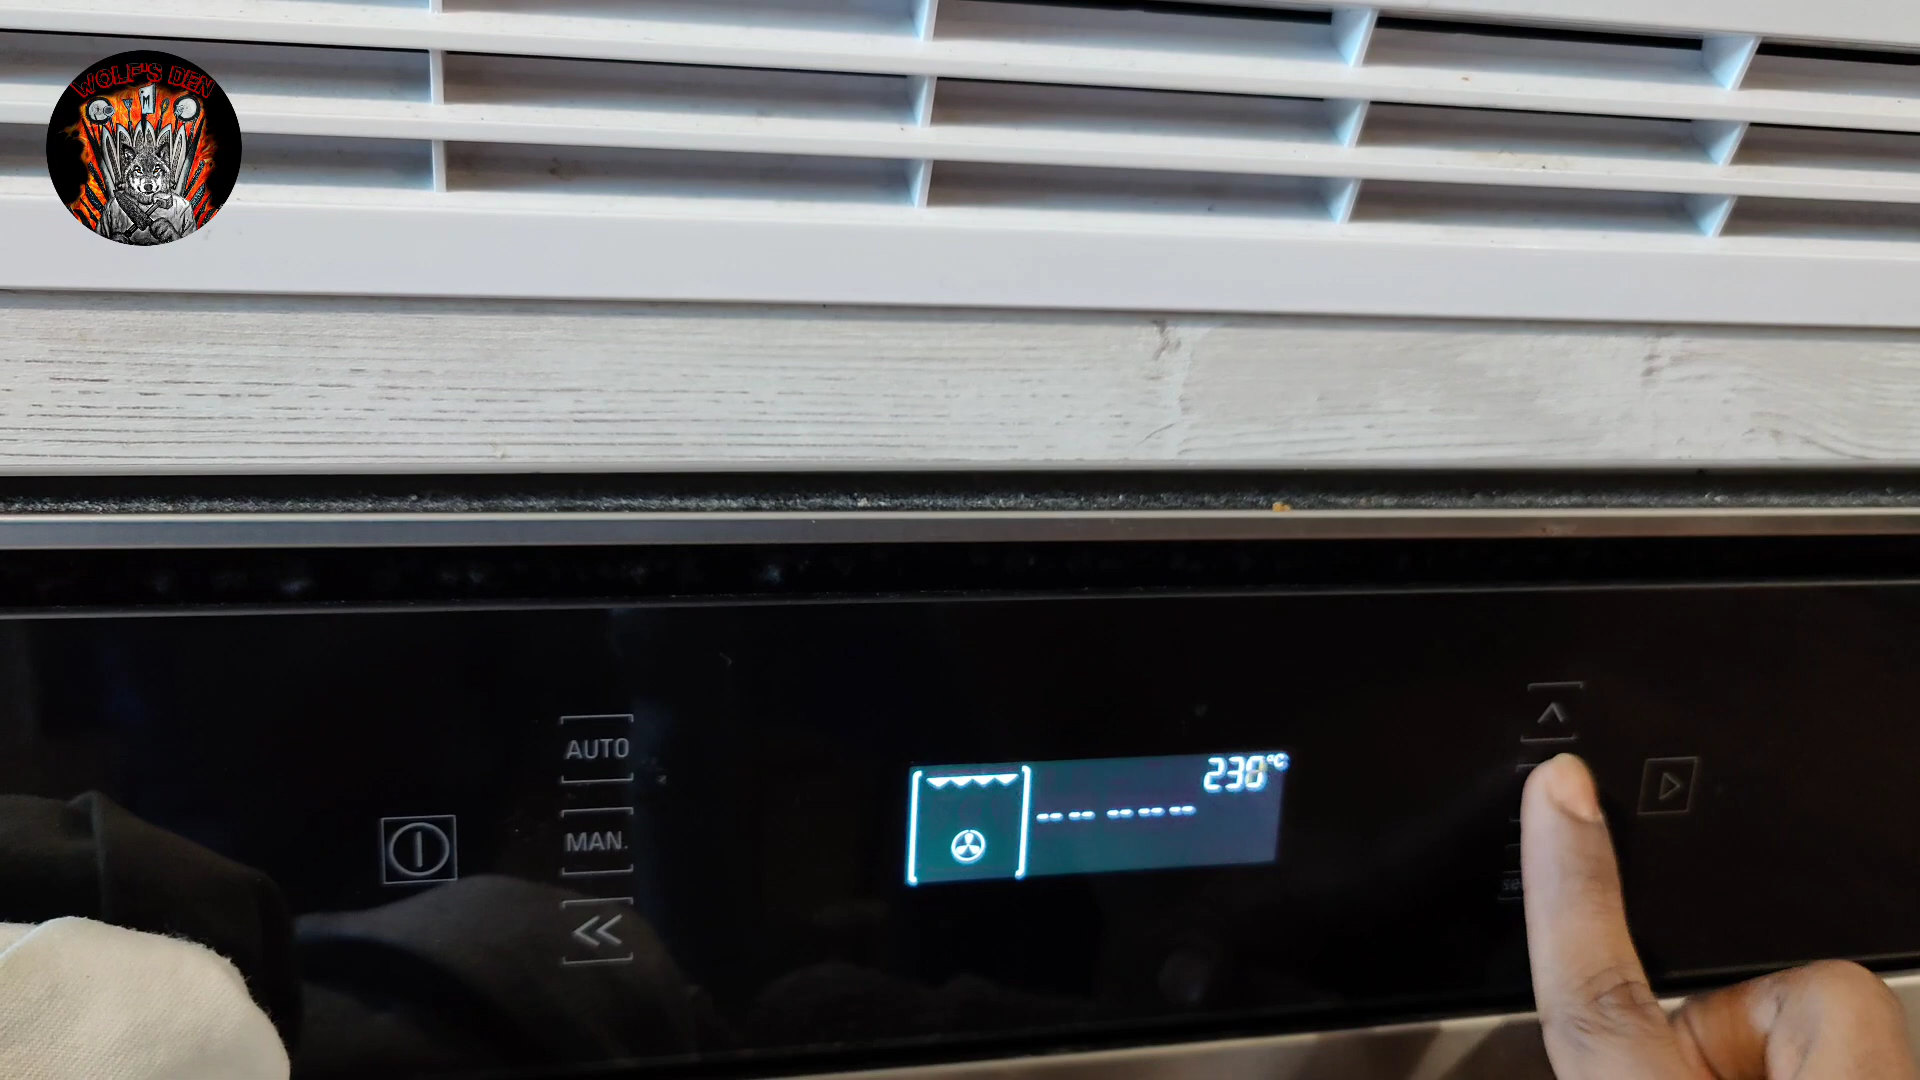 WOLF'S DEN
M
AUTO
230°C
-- -- -- -- --
MAN.